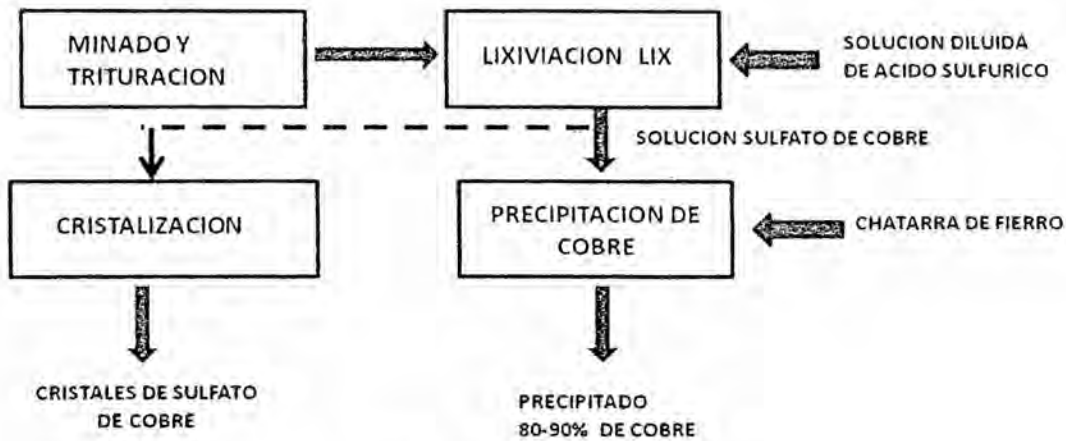 MINADO Y
TRITURACION
LIXIVIACION LIX
SOLUCION DILUIDA
DE ACIDO SULFURICO
SOLUCION SULFATO DE COBRE
CRISTALIZACION
PRECIPITACION DE
COBRE
CHATARRA DE FIERRO
CRISTALES DE SULFATO
DE COBRE
PRECIPITADO
80-90% DE COBRE